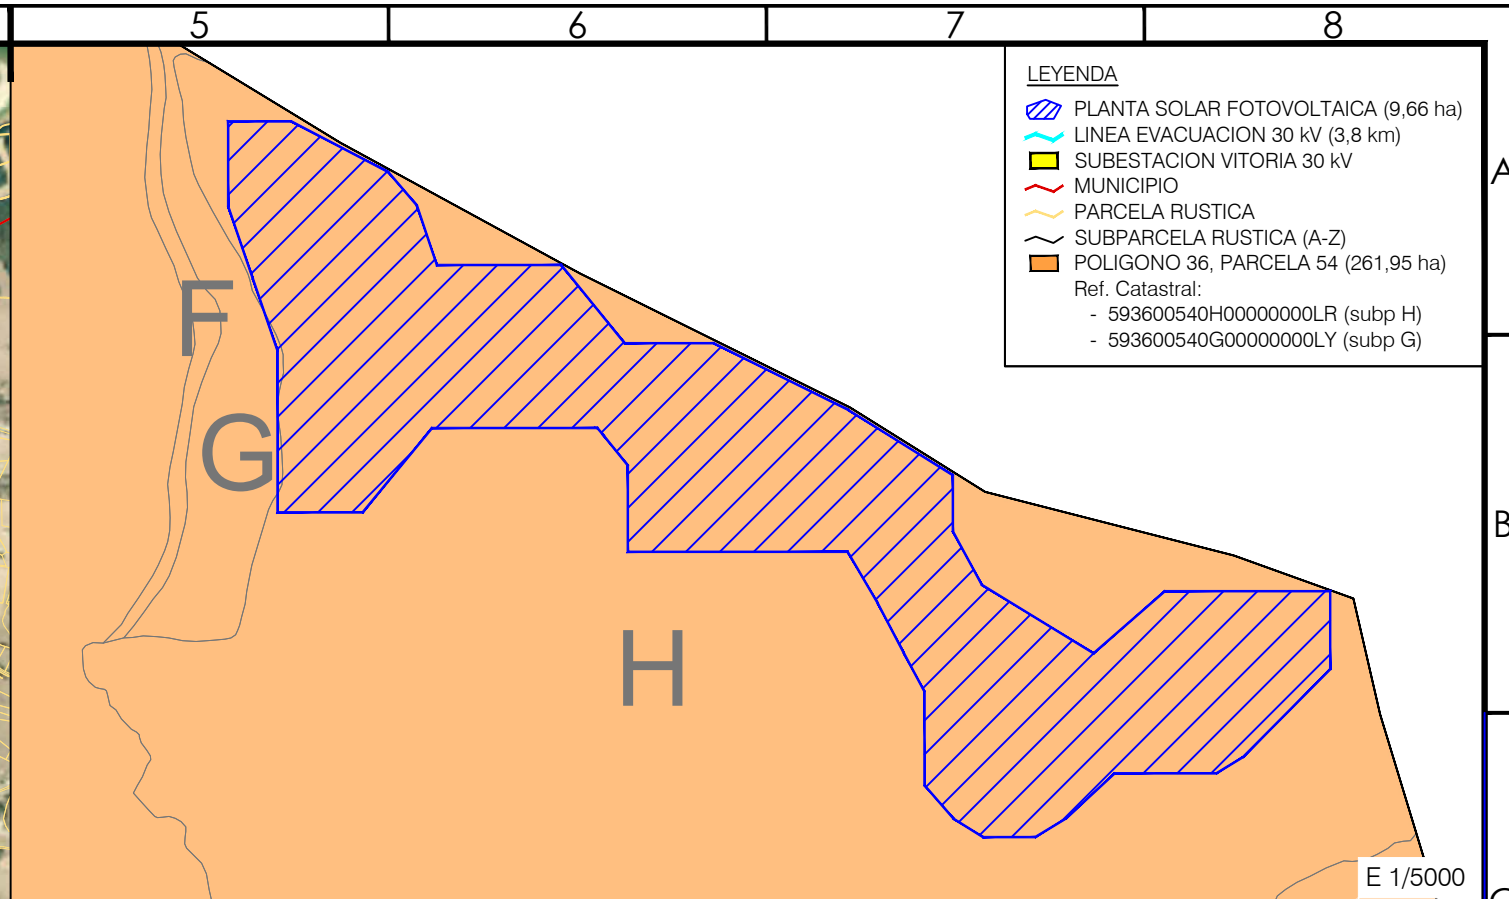 5 6 7 8
LEYENDA
PLANTA SOLAR FOTOVOLTAICA (9,66 ha)
LINEA EVACUACION 30 kV (3,8 km)
SUBESTACION VITORIA 30 kV
MUNICIPIO
PARCELA RUSTICA
SUBPARCELA RUSTICA (A-Z)
POLIGONO 36, PARCELA 54 (261,95 ha)
Ref. Catastral:
- 593600540H00000000LR (subp H)
- 593600540G00000000LY (subp G)
A
F
G
B
H
E 1/5000